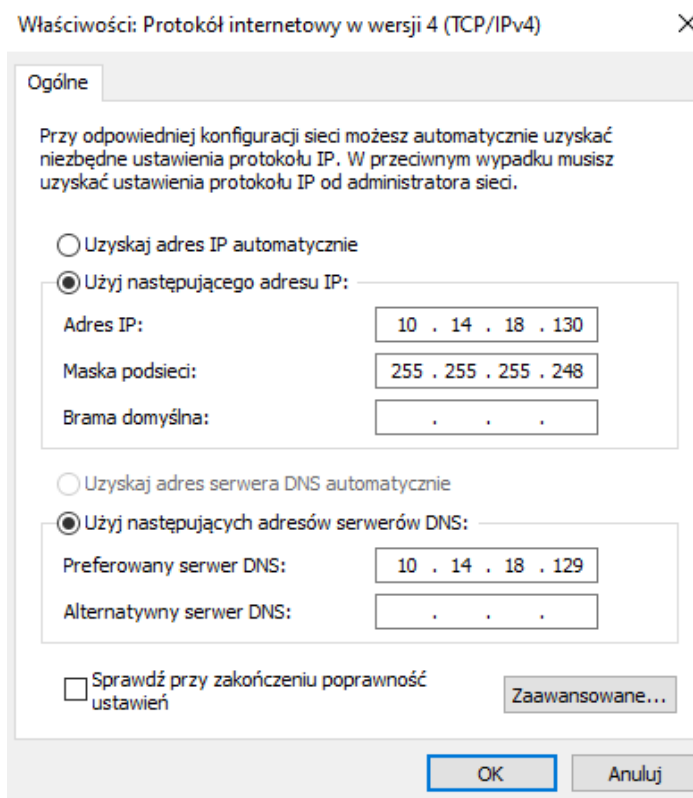 Właściwości: Protokół internetowy w wersji 4 (TCP/IPv4)
Ogólne
Przy odpowiedniej konfiguracji sieci możesz automatycznie uzyskać
niezbędne ustawienia protokołu IP. W przeciwnym wypadku musisz
uzyskać ustawienia protokołu IP od administratora sieci.
Uzyskaj adres IP automatycznie
Użyj następującego adresu IP:
Adres IP: 10 . 14 . 18 . 130
Maska podsieci: 255 . 255 . 255 . 248
Brama domyślna: . . .
Uzyskaj adres serwera DNS automatycznie
Użyj następujących adresów serwerów DNS:
Preferowany serwer DNS: 10 . 14 . 18 . 129
Alternatywny serwer DNS: . . .
Sprawdź przy zakończeniu poprawność
ustawień
Zaawansowane...
OK Anuluj